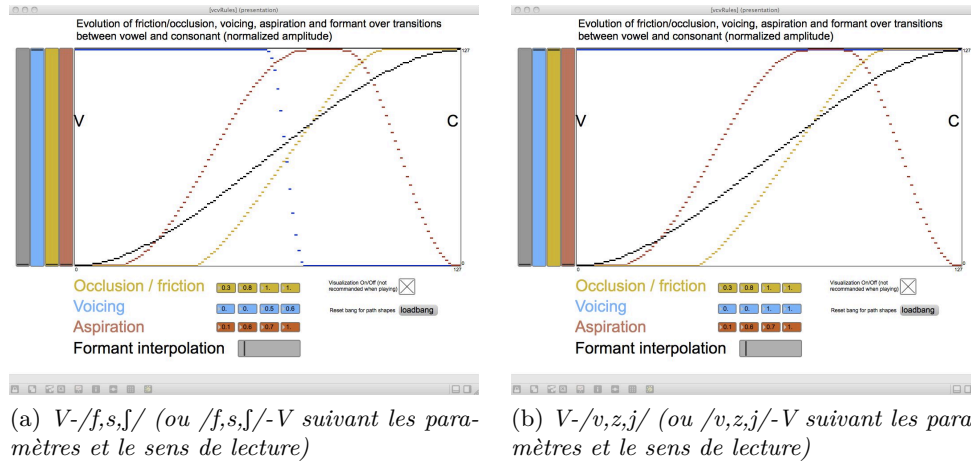 [vcvRules] (presentation)
Evolution of friction/occlusion, voicing, aspiration and formant over transitions
between vowel and consonant (normalized amplitude)
127
V
C
0
0
127
Occlusion / friction
0.3 0.8 1. 1.
Voicing
0. 0. 0.5 0.6
Aspiration
0.1 0.6 0.7 1.
Formant interpolation
Visualization On/Off (not
recommended when playing)
Reset bang for path shapes
loadbang
(a) V-/f,s,ʃ/ (ou /f,s,ʃ/-V suivant les para-
mètres et le sens de lecture)
[vcvRules] (presentation)
Evolution of friction/occlusion, voicing, aspiration and formant over transitions
between vowel and consonant (normalized amplitude)
127
V
C
0
0
127
Occlusion / friction
0.3 0.8 1. 1.
Voicing
0. 0. 1. 1.
Aspiration
0.1 0.6 0.7 1.
Formant interpolation
Visualization On/Off (not
recommended when playing)
Reset bang for path shapes
loadbang
(b) V-/v,z,j/ (ou /v,z,j/-V suivant les para
mètres et le sens de lecture)